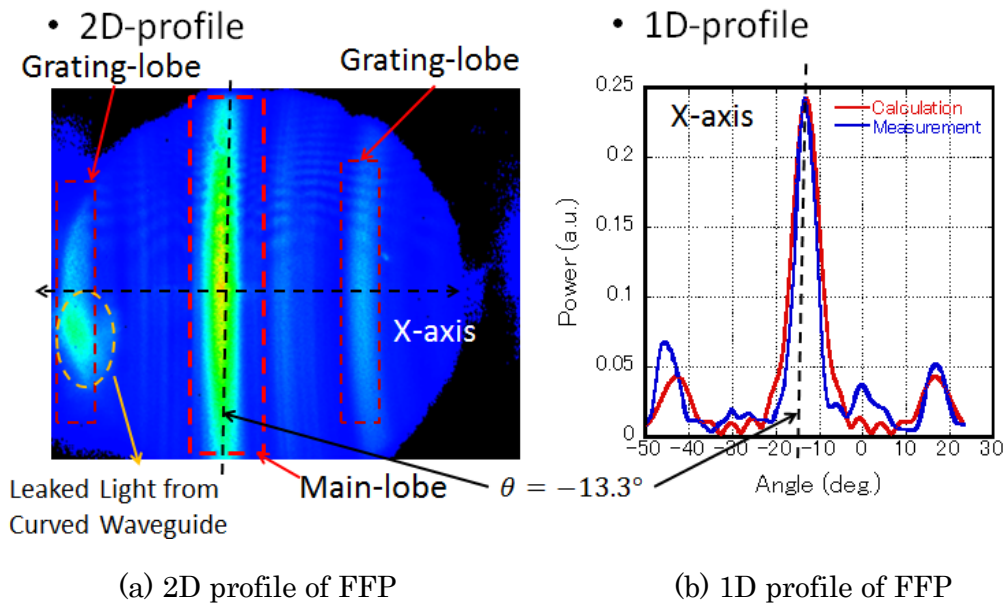 • 2D-profile
Grating-lobe
Grating-lobe
X-axis
Main-lobe
Leaked Light from
Curved Waveguide
θ = −13.3°
(a) 2D profile of FFP
• 1D-profile
X-axis
Calculation
Measurement
Power (a.u.)
0.25
0.2
0.15
0.1
0.05
0
−50 −40 −30 −20 −10 0 10 20 30
Angle (deg.)
(b) 1D profile of FFP